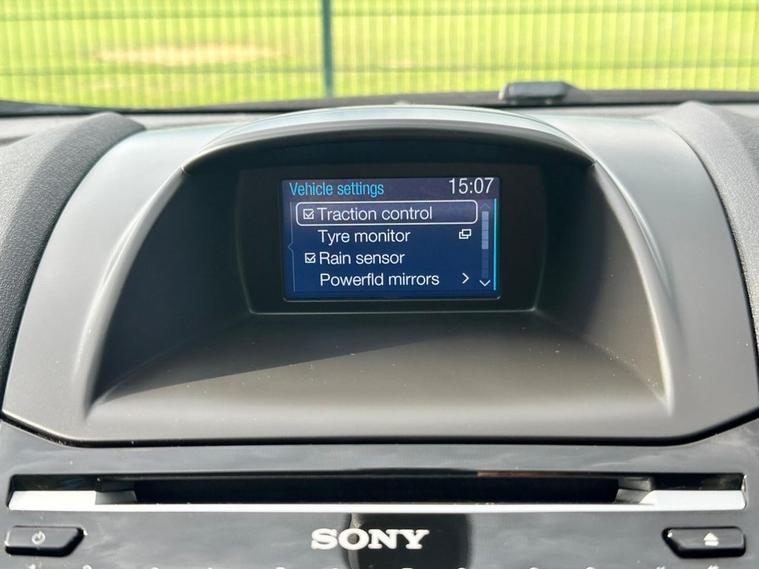 Vehicle settings 15:07
Traction control
Tyre monitor
Rain sensor
Powerfld mirrors
SONY